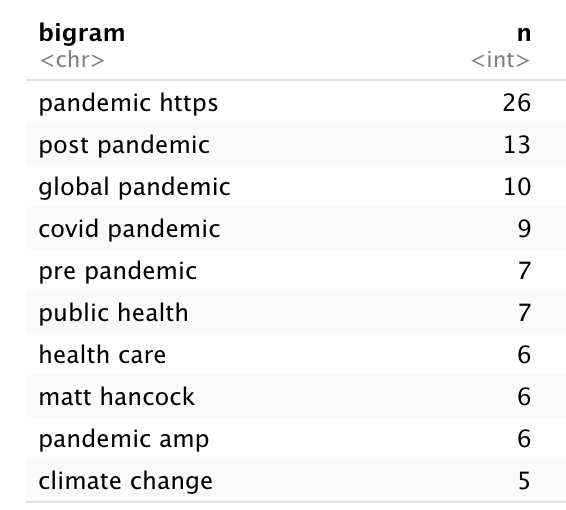 bigram n
<chr> <int>
pandemic https 26
post pandemic 13
global pandemic 10
covid pandemic 9
pre pandemic 7
public health 7
health care 6
matt hancock 6
pandemic amp 6
climate change 5